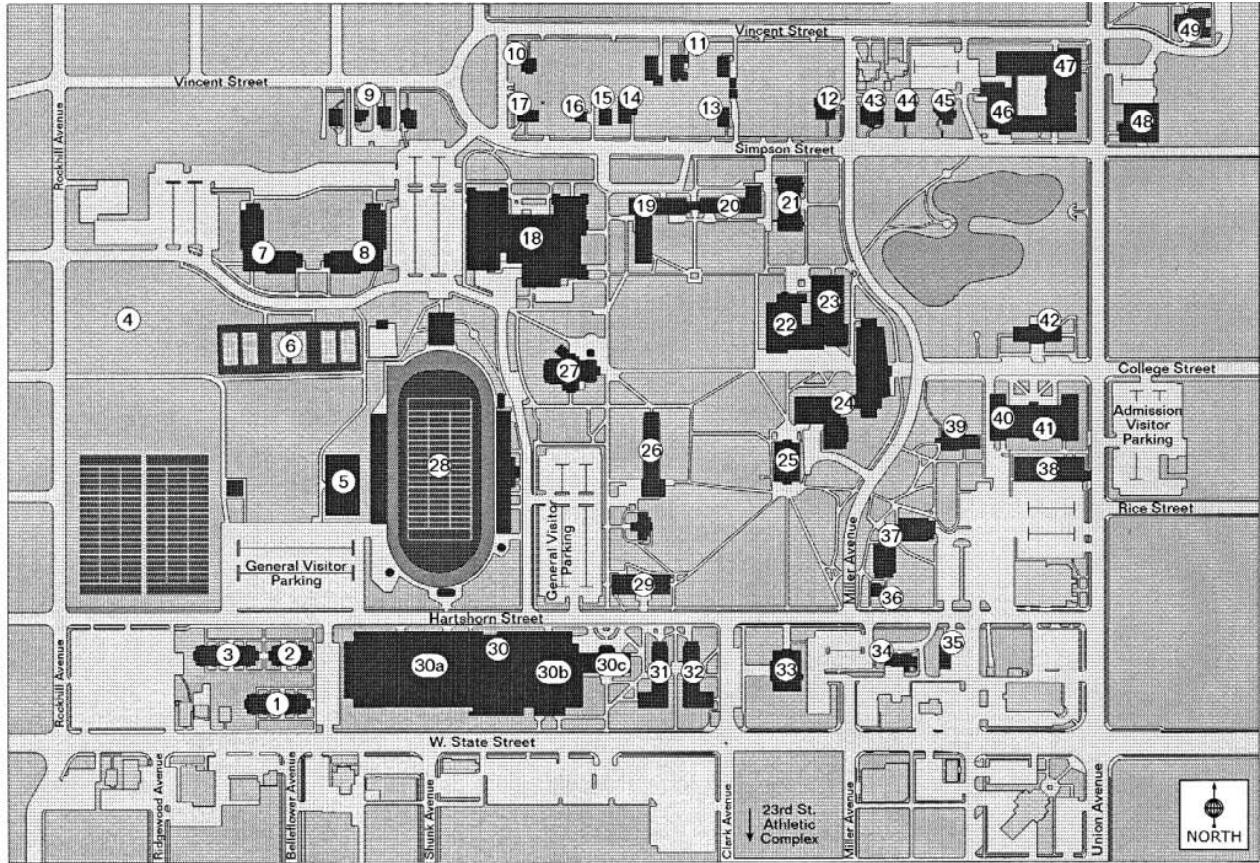 49
11
Vincent Street
10
47
Vincent Street
9
17
16
15
14
13
12
43
44
45
46
48
Rockhill Avenue
Simpson Street
19
20
21
18
7
8
23
22
4
42
6
27
College Street
24
40
41
Admission
Visitor
Parking
39
26
25
28
38
5
Rice Street
General Visitor
Parking
37
General Visitor
Parking
Miller Avenue
29
36
Hartshorn Street
30
35
3
2
30a
30b
30c
31
32
33
34
1
Rockhill Avenue
W. State Street
Ridgewood Avenue
Belleflower Avenue
Shunk Avenue
Clark Avenue
23rd St.
Athletic
Complex
Miller Avenue
Union Avenue
NORTH